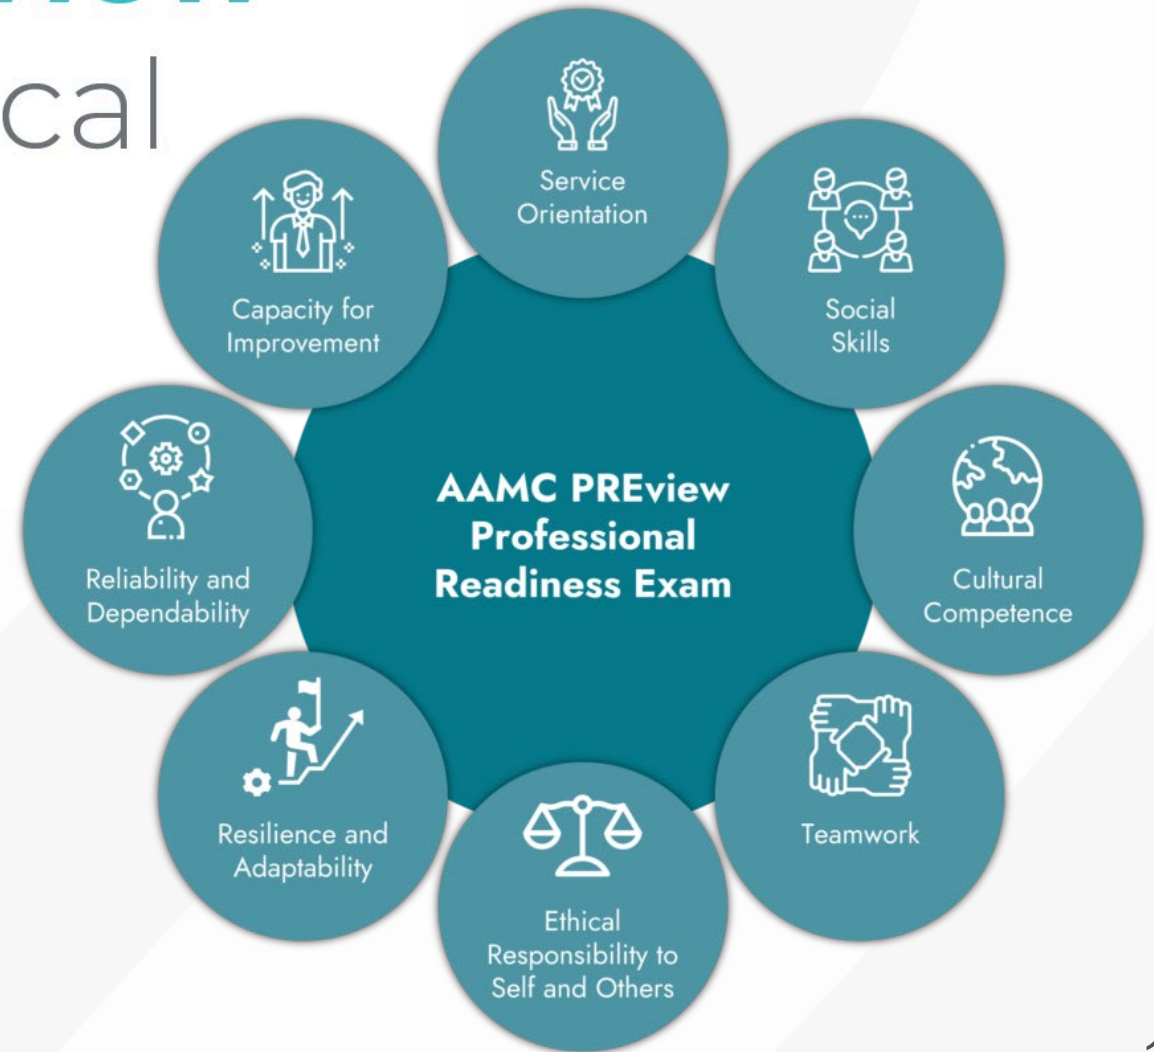 cal
Service
Orientation
Social
Skills
Cultural
Competence
Teamwork
Ethical
Responsibility to
Self and Others
Resilience and
Adaptability
Reliability and
Dependability
Capacity for
Improvement
AAMC PREview
Professional
Readiness Exam